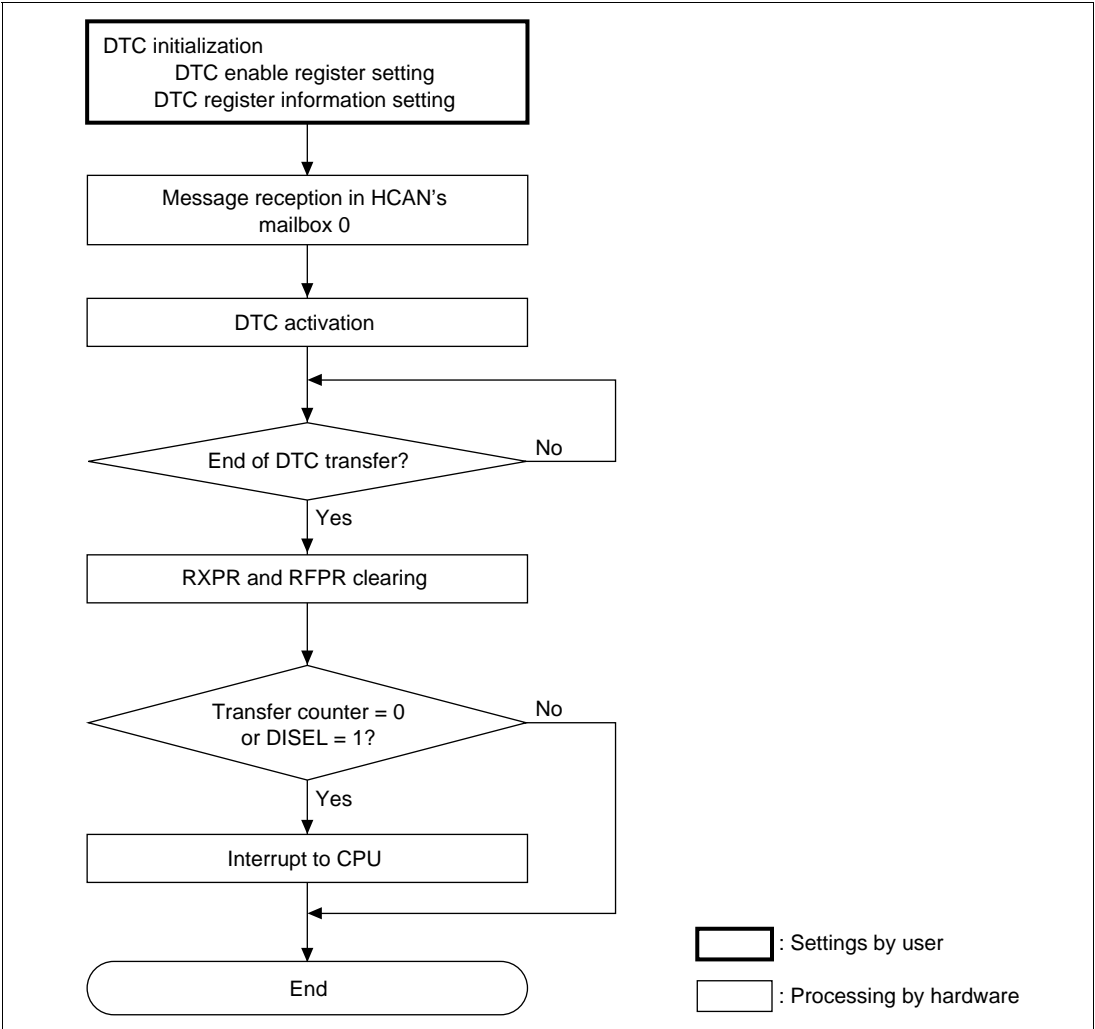 DTC initialization
DTC enable register setting
DTC register information setting
Message reception in HCAN's
mailbox 0
DTC activation
End of DTC transfer?
No
Yes
RXPR and RFPR clearing
Transfer counter = 0
or DISEL = 1?
No
Yes
Interrupt to CPU
End
: Settings by user
: Processing by hardware